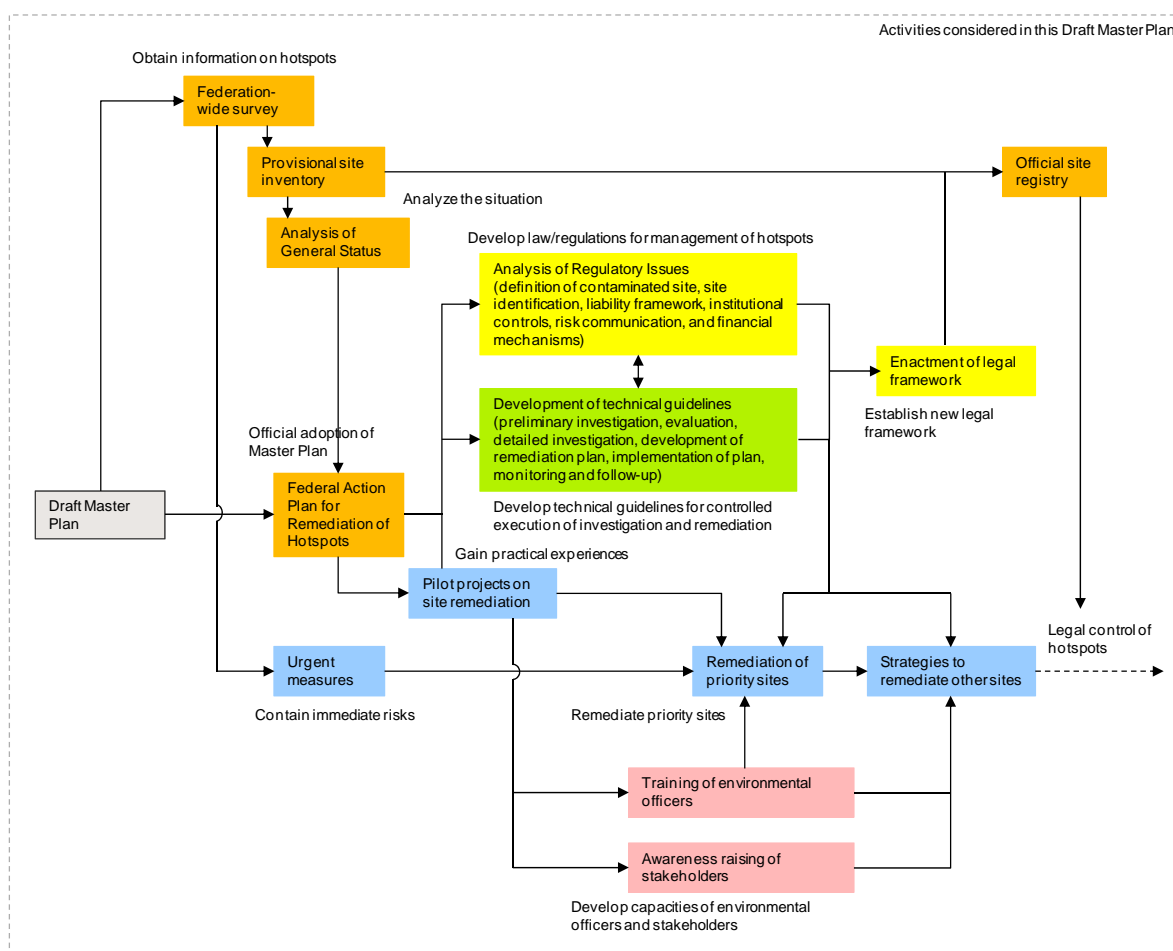 Activities considered in this Draft Master Plan
Obtain information on hotspots
Federation-
wide survey
Provisional site
inventory
Official site
registry
Analyze the situation
Analysis of
General Status
Develop law/regulations for management of hotspots
Analysis of Regulatory Issues
(definition of contaminated site, site
identification, liability framework, institutional
controls, risk communication, and financial
mechanisms)
Enactment of legal
framework
Establish new legal
framework
Development of technical guidelines
(preliminary investigation, evaluation,
detailed investigation, development of
remediation plan, implementation of plan,
monitoring and follow-up)
Official adoption of
Master Plan
Draft Master
Plan
Federal Action
Plan for
Remediation of
Hotspots
Develop technical guidelines for controlled
execution of investigation and remediation
Gain practical experiences
Pilot projects on
site remediation
Legal control of
hotspots
Urgent
measures
Remediation of
priority sites
Strategies to
remediate other sites
Contain immediate risks
Remediate priority sites
Training of environmental
officers
Awareness raising of
stakeholders
Develop capacities of environmental
officers and stakeholders